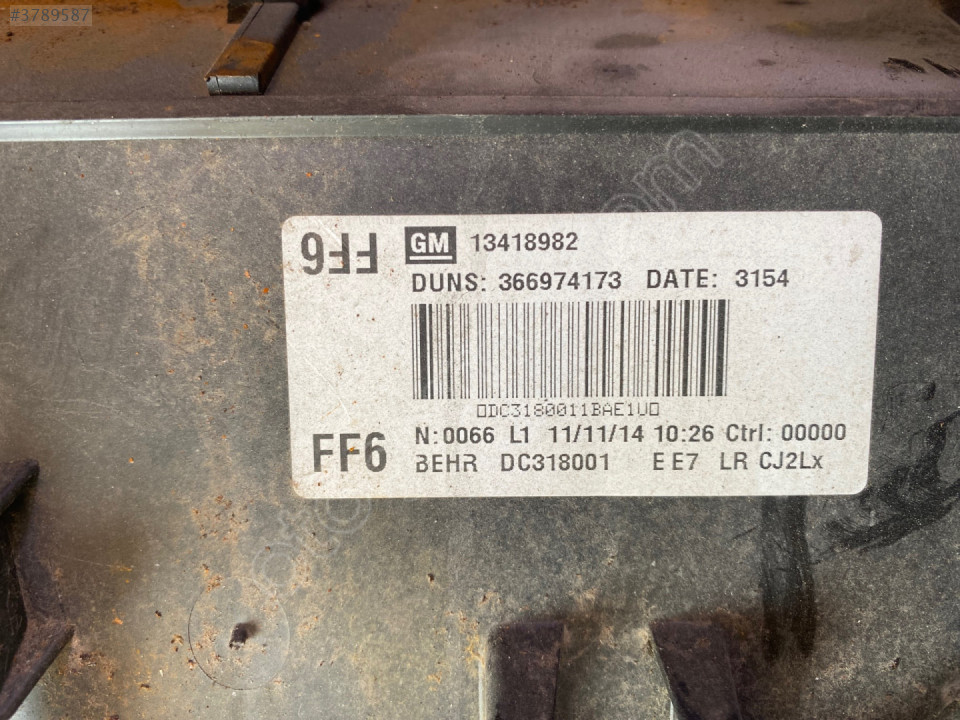 #3789587
FF6 GM 13418982
DUNS: 366974173 DATE: 3154
▯DC3180011BAE1U▯
FF6 N:0066 L1 11/11/14 10:26 Ctrl: 00000
BEHR DC318001 E E7 LR CJ2Lx